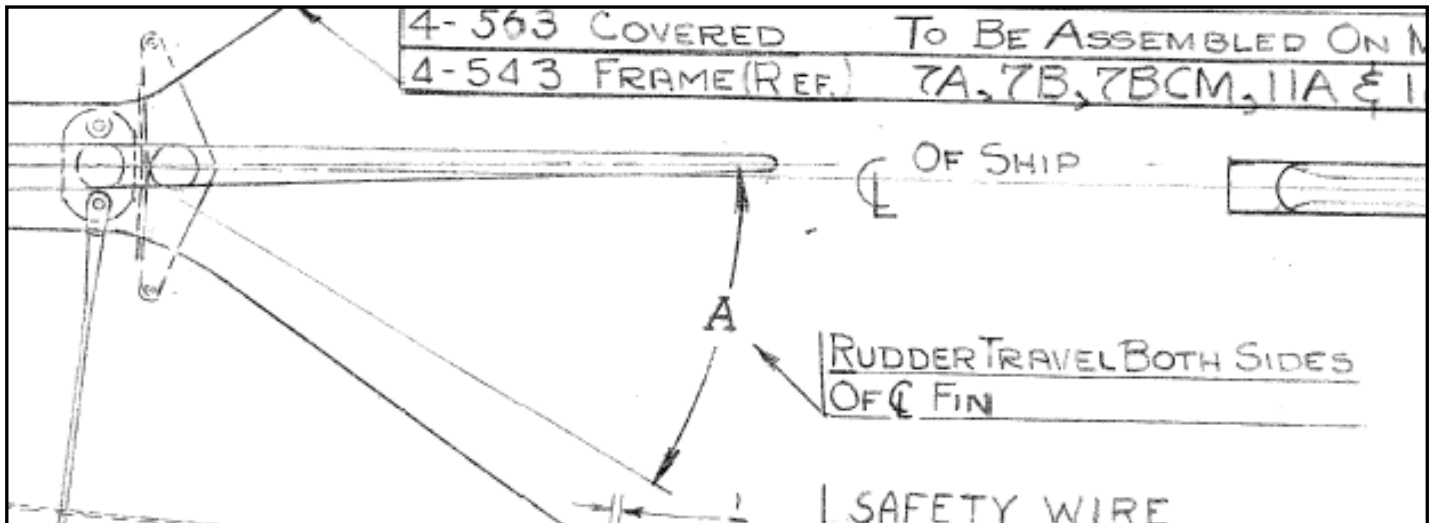 4-563 COVERED TO BE ASSEMBLED ON
4-543 FRAME (REF.) 7A, 7B, 7BCM, 11A &
℄ OF SHIP
A
RUDDER TRAVEL BOTH SIDES
OF ℄ FIN
SAFETY WIRE